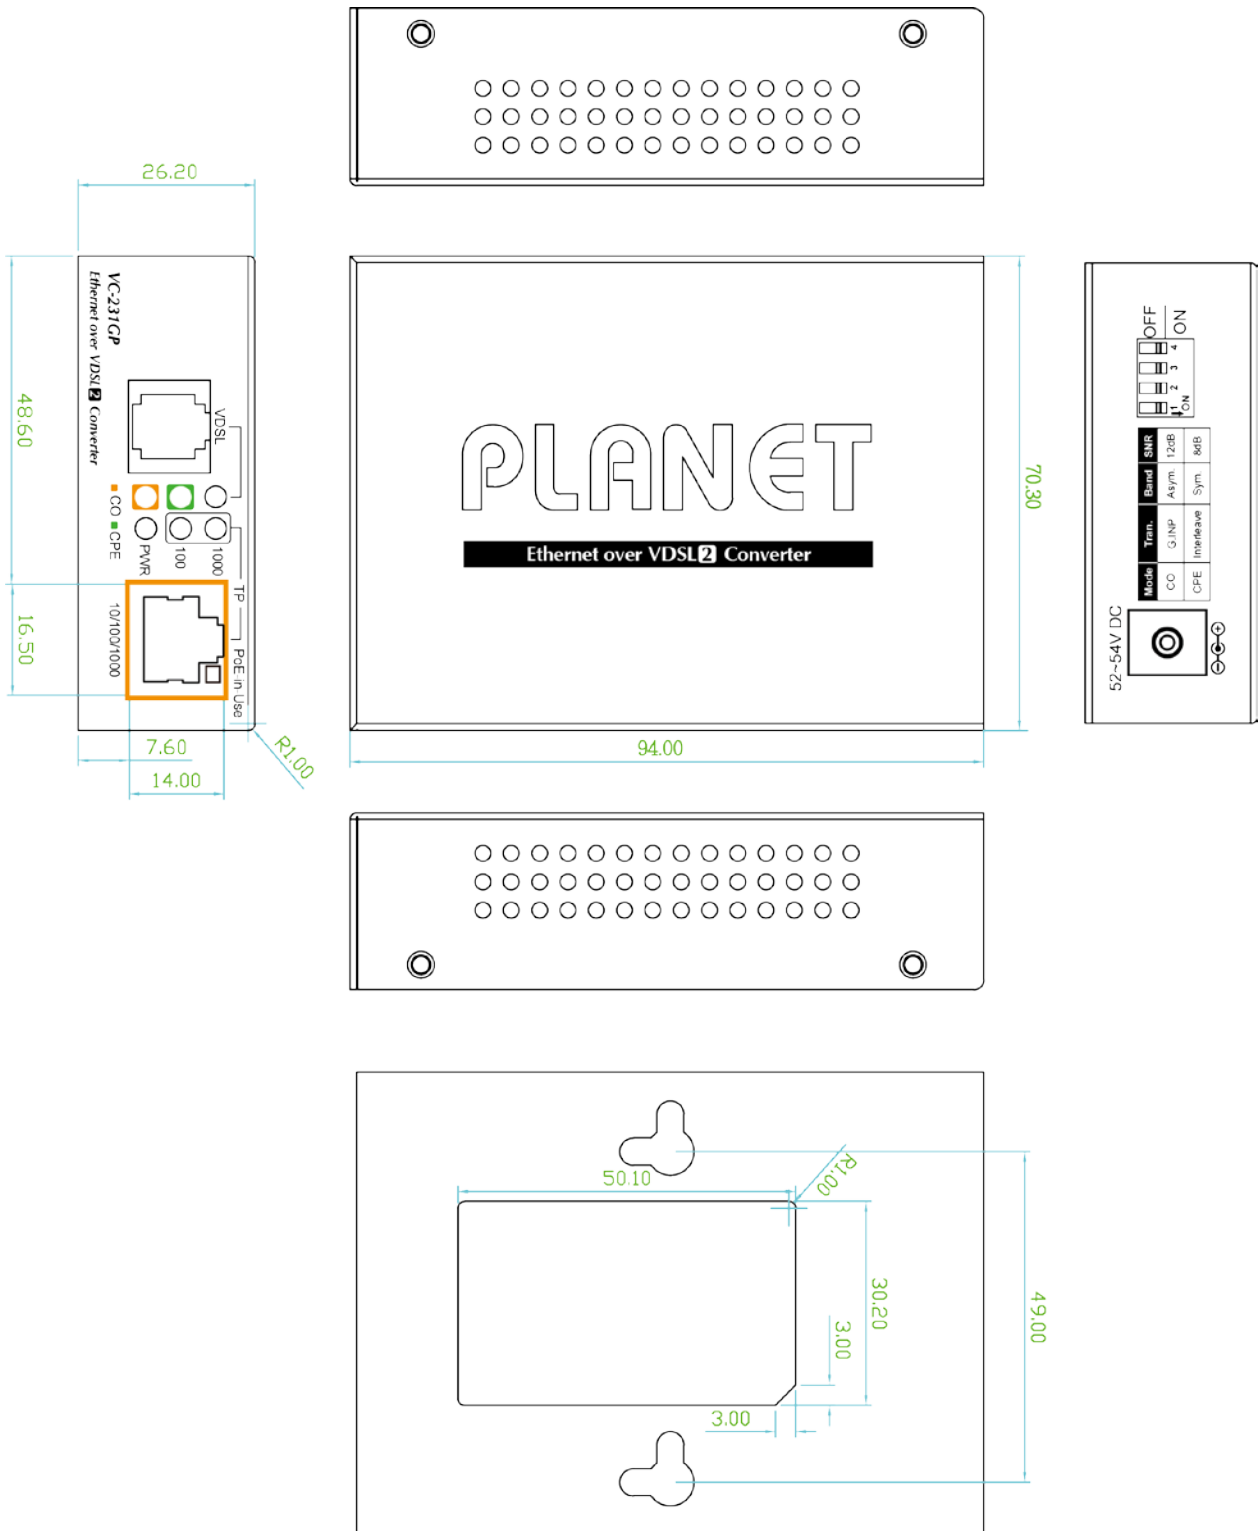 26.20
VC-231GP
Ethernet over VDSL2 Converter
VDSL
CO CPE
PWR
100
1000
TP
PoE in Use
10/100/1000
48.60
16.50
7.60
14.00
R1.00
PLANET
Ethernet over VDSL2 Converter
70.30
94.00
OFF
ON
4
3
2
1
ON
Mode Tran. Band SNR
CO G.INP Asym. 12dB
CPE Interleave Sym. 8dB
52~54V DC
50.10
R1.00
30.20
3.00
3.00
49.00